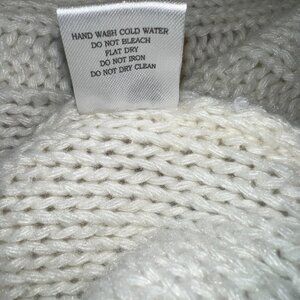 HAND WASH COLD WATER
DO NOT BLEACH
FLAT DRY
DO NOT IRON
DO NOT DRY CLEAN